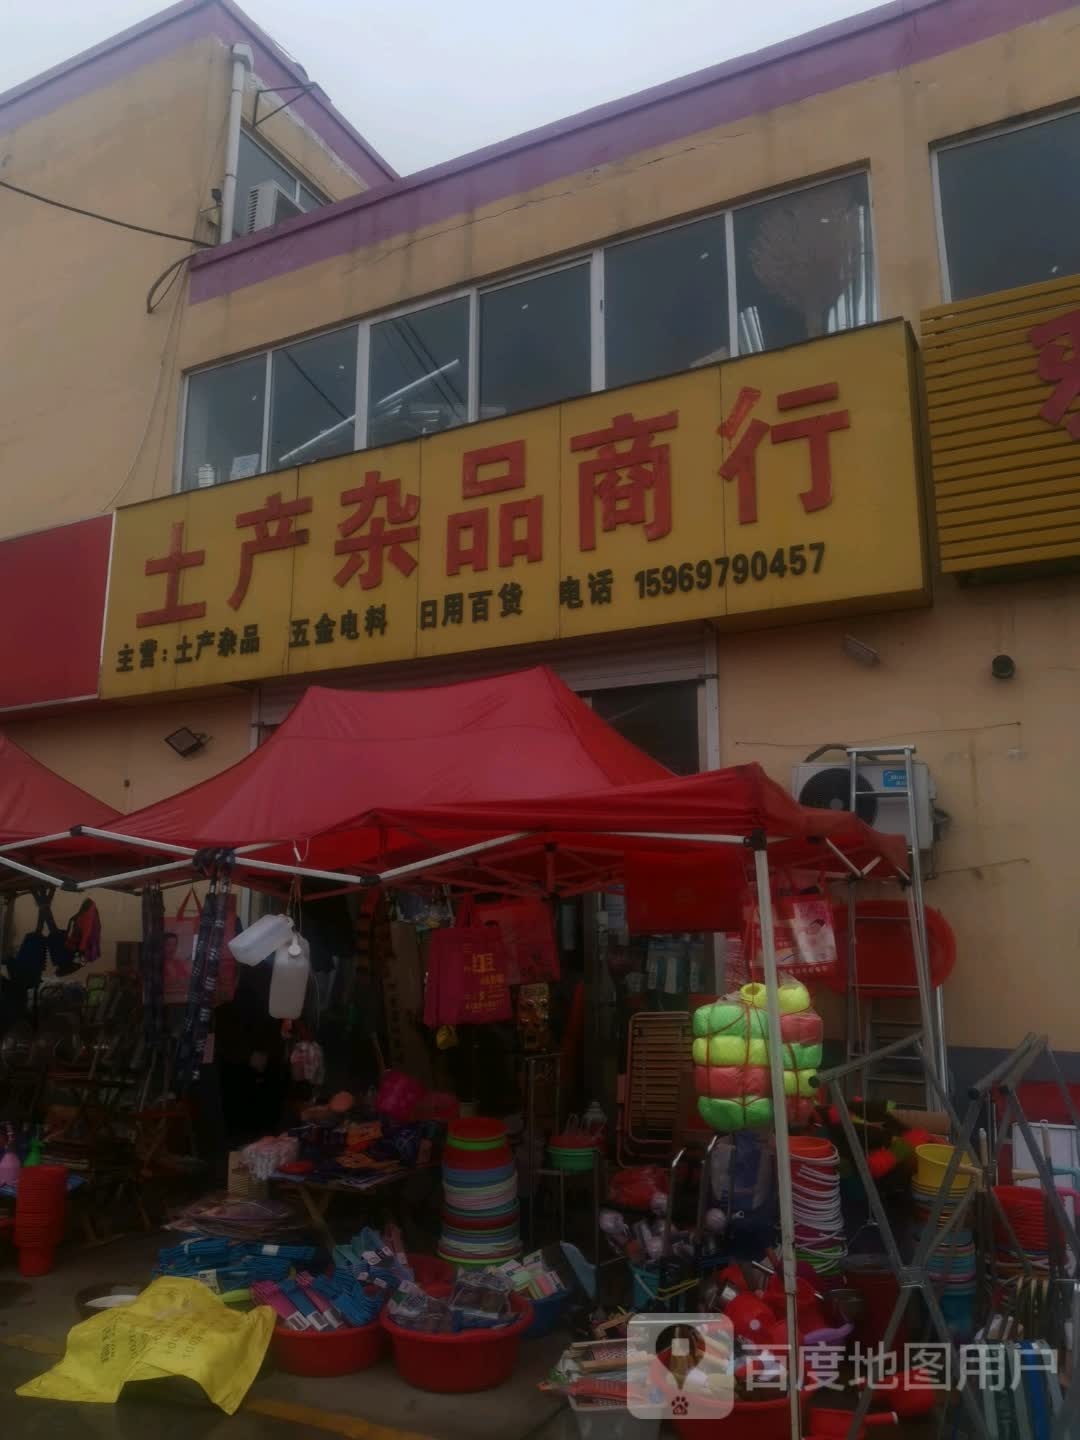 土产杂品商行
主营:土产杂品 五金电料 日用百货 电话 15969790457
百度地图用户